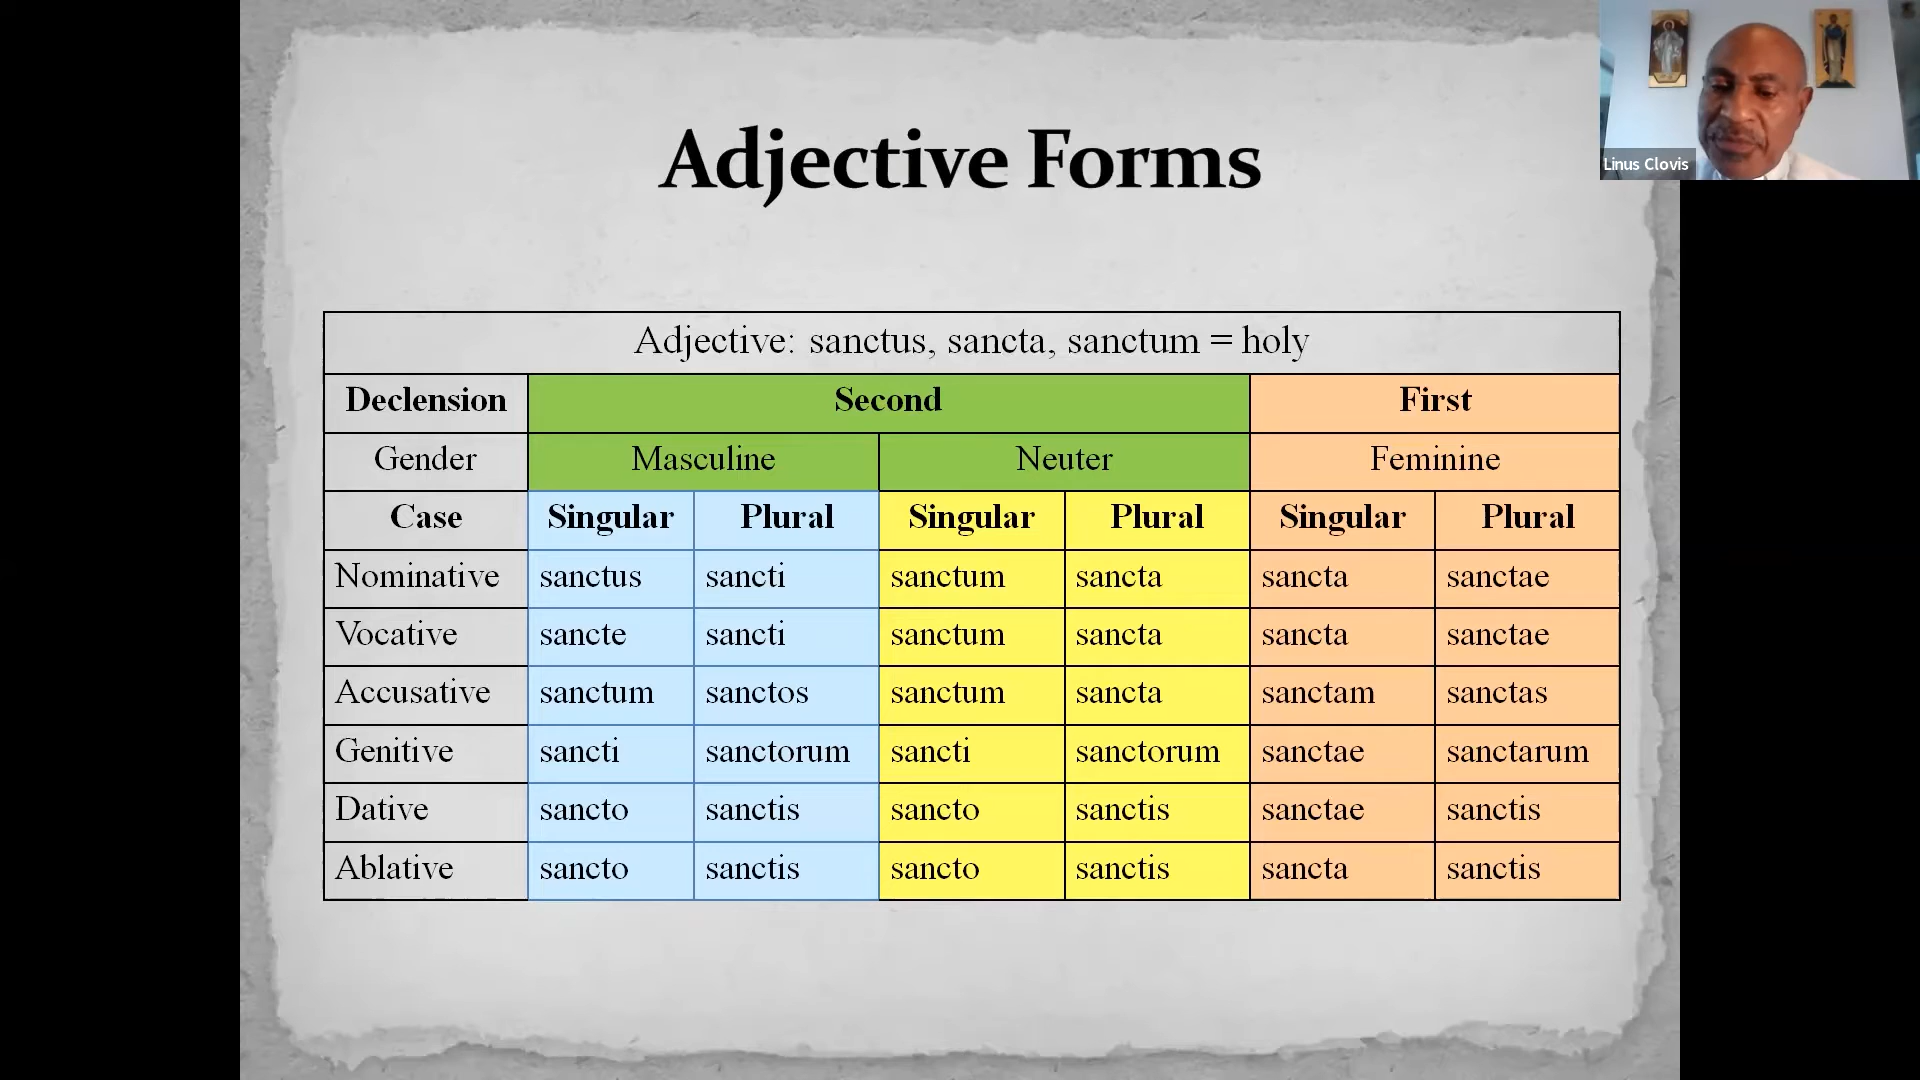 Adjective Forms
Linus Clovis
Adjective: sanctus, sancta, sanctum = holy
Declension Second First
Gender Masculine Neuter Feminine
Case Singular Plural Singular Plural Singular Plural
Nominative sanctus sancti sanctum sancta sancta sanctae
Vocative sancte sancti sanctum sancta sancta sanctae
Accusative sanctum sanctos sanctum sancta sanctam sanctas
Genitive sancti sanctorum sancti sanctorum sanctae sanctarum
Dative sancto sanctis sancto sanctis sanctae sanctis
Ablative sancto sanctis sancto sanctis sancta sanctis